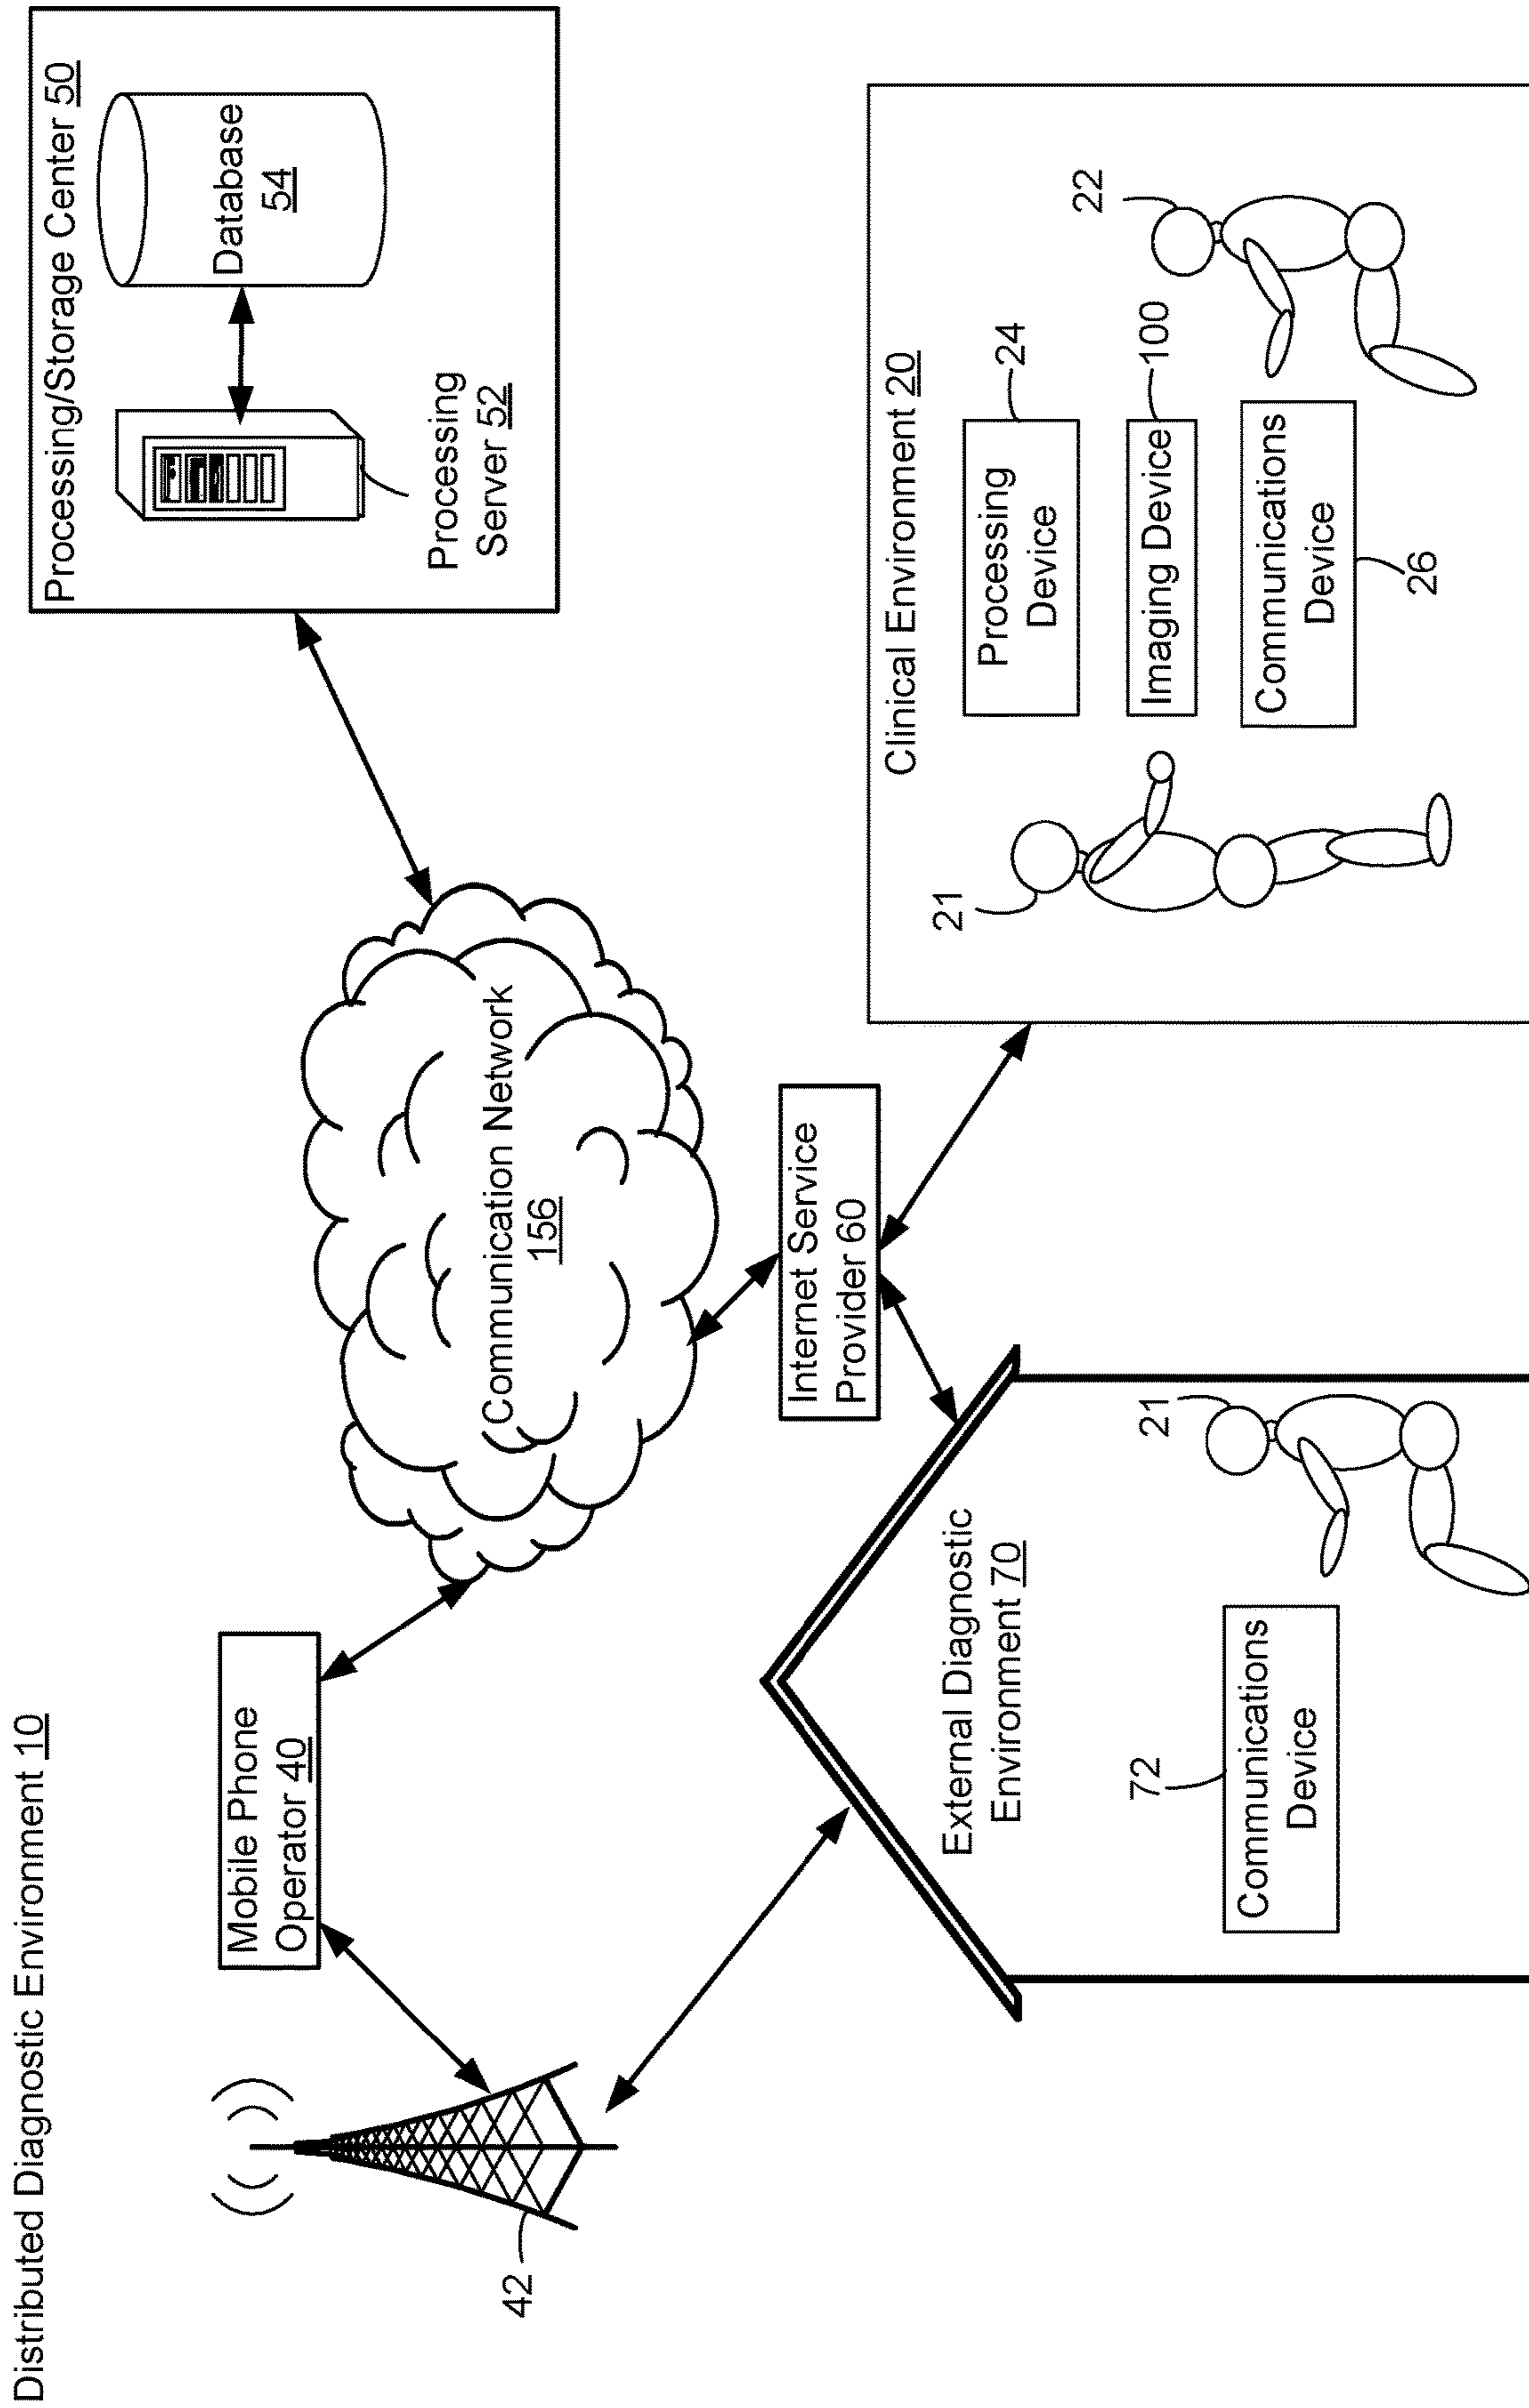 Distributed Diagnostic Environment 10
Processing/Storage Center 50
Database
54
Processing
Server 52
Mobile Phone
Operator 40
42
Communication Network
156
Internet Service
Provider 60
External Diagnostic
Environment 70
72
Communications
Device
21
Clinical Environment 20
21
Processing
Device
24
Imaging Device
100
Communications
Device
26
22